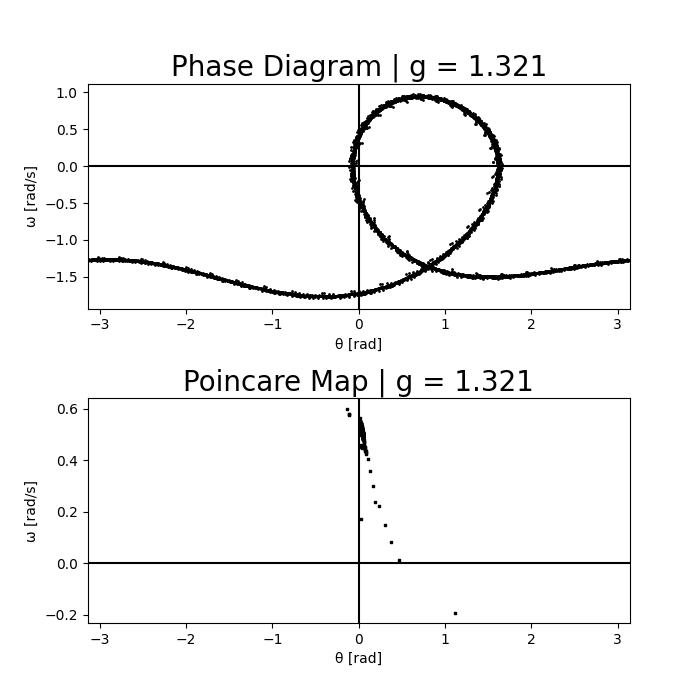 Phase Diagram | g = 1.321
1.0
0.5
0.0
−0.5
−1.0
−1.5
ω [rad/s]
−3 −2 −1 0 1 2 3
θ [rad]
Poincare Map | g = 1.321
0.6
0.4
0.2
0.0
−0.2
ω [rad/s]
−3 −2 −1 0 1 2 3
θ [rad]